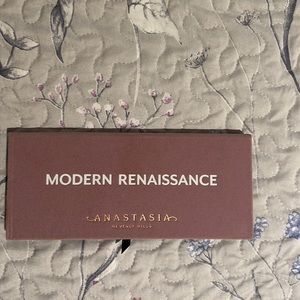 MODERN RENAISSANCE
ANASTASIA
BEVERLY HILLS